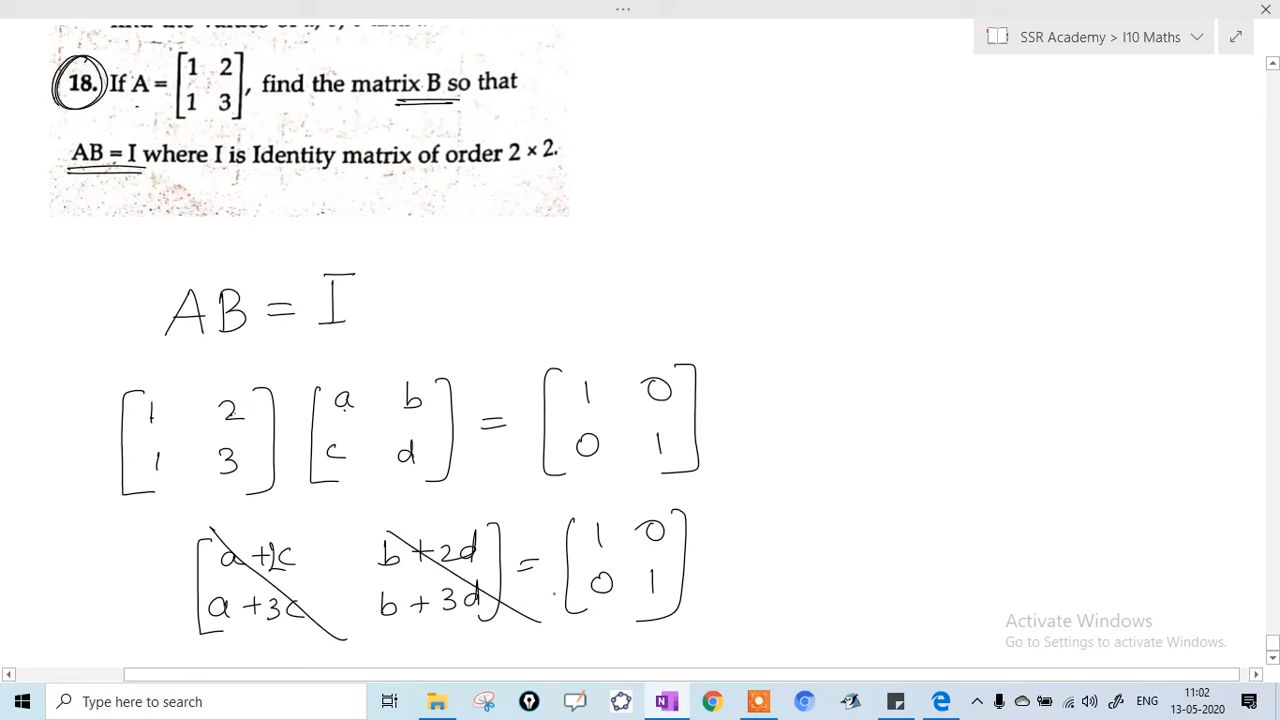 SSR Academy - I10 Maths
18. If A = [1 2
1 3], find the matrix B so that
AB = I where I is Identity matrix of order 2 × 2.
AB = I
[1 2 [a b = [1 0
1 3] c d] 0 1]
[a + 2c b + 2d = [1 0
a + 3c b + 3d] 0 1]
Activate Windows
Go to Settings to activate Windows.
Type here to search
ENG
11:02
13-05-2020